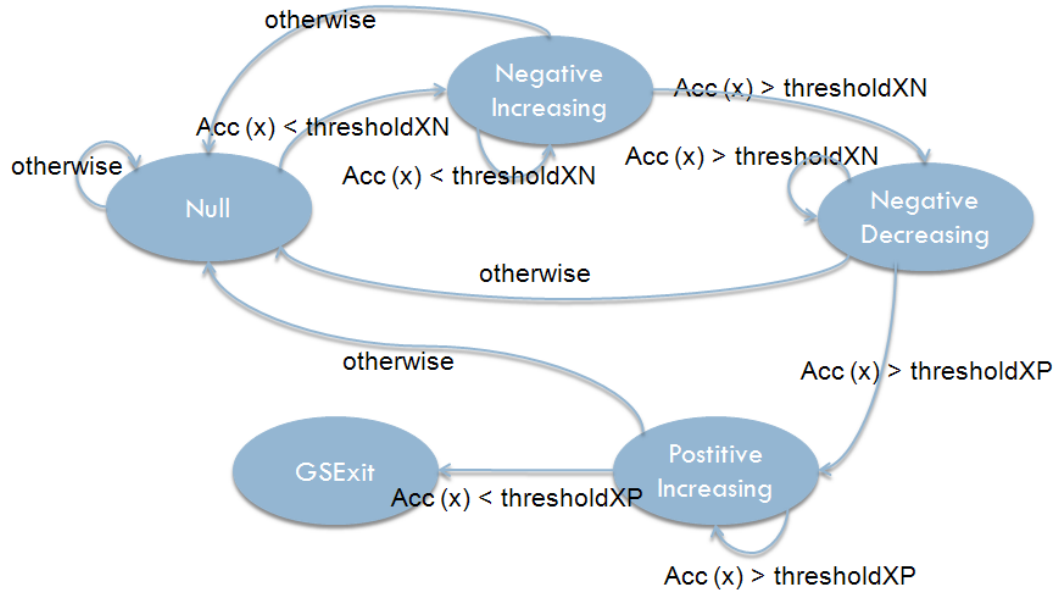 otherwise
Negative
Increasing
Acc (x) > thresholdXN
Acc (x) < thresholdXN
Acc (x) > thresholdXN
otherwise
Acc (x) < thresholdXN
Null
Negative
Decreasing
otherwise
otherwise
Acc (x) > thresholdXP
GSExit
Postitive
Increasing
Acc (x) < thresholdXP
Acc (x) > thresholdXP